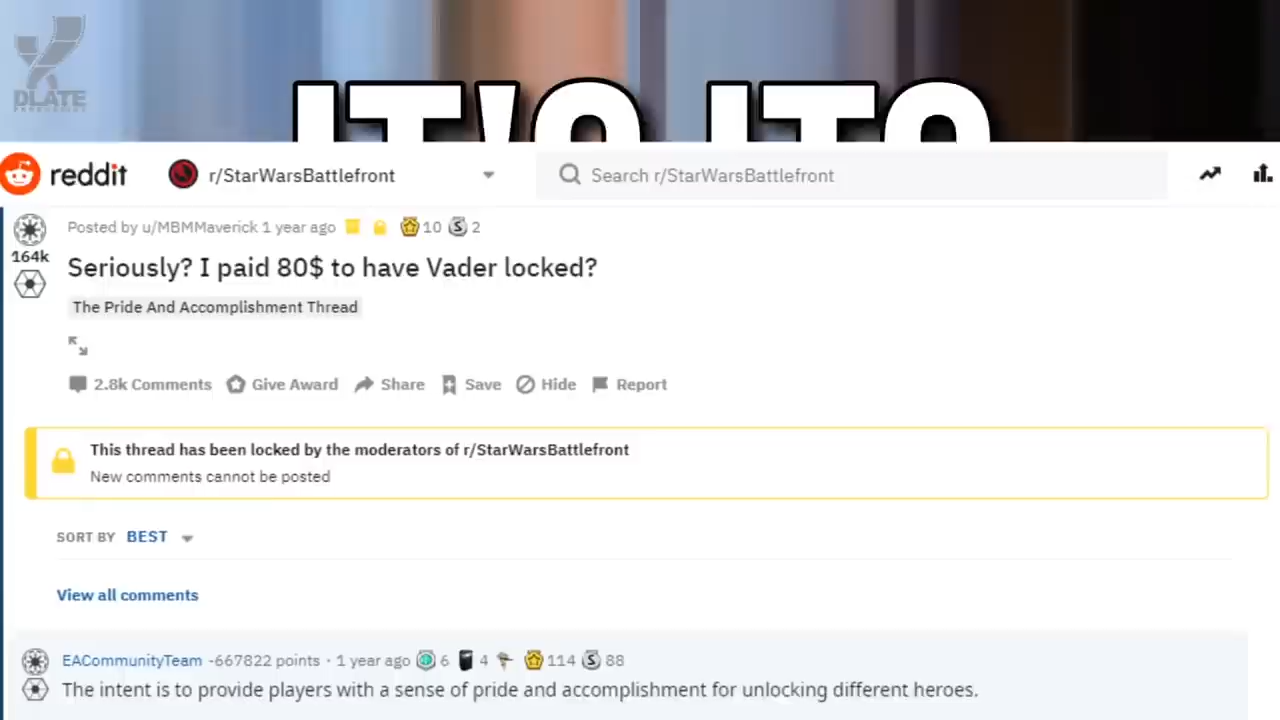 DLATE
IT'S ITS
reddit r/StarWarsBattlefront Search r/StarWarsBattlefront
Posted by u/MBMMaverick 1 year ago 10 2
164k
Seriously? I paid 80$ to have Vader locked?
The Pride And Accomplishment Thread
2.8k Comments Give Award Share Save Hide Report
This thread has been locked by the moderators of r/StarWarsBattlefront
New comments cannot be posted
SORT BY BEST
View all comments
EACommunityTeam -667822 points · 1 year ago 6 4 114 88
The intent is to provide players with a sense of pride and accomplishment for unlocking different heroes.